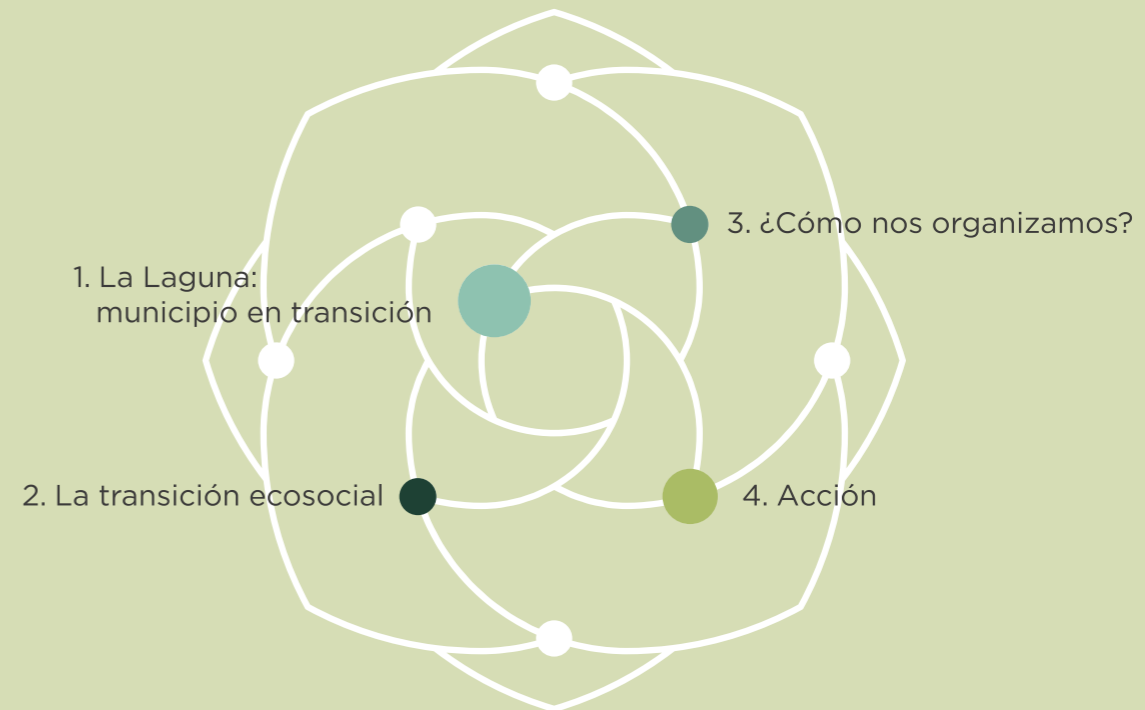 1. La Laguna:
municipio en transición
2. La transición ecosocial
3. ¿Cómo nos organizamos?
4. Acción